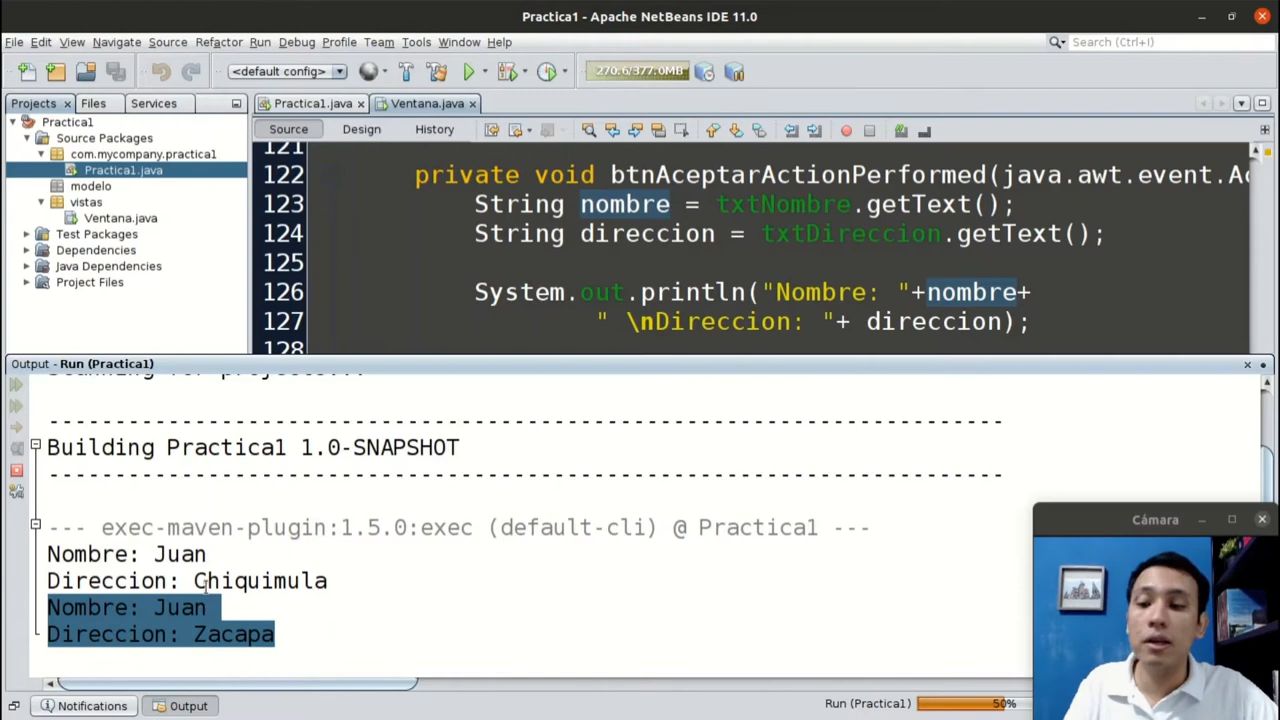 Practica1 - Apache NetBeans IDE 11.0
File Edit View Navigate Source Refactor Run Debug Profile Team Tools Window Help
Search (Ctrl+I)
<default config>
270.6/377.0MB
Projects Files Services
Practica1.java Ventana.java
Source Design History
Practica1
Source Packages
com.mycompany.practica1
Practica1.java
modelo
vistas
Ventana.java
Test Packages
Dependencies
Java Dependencies
Project Files
121
122 private void btnAceptarActionPerformed(java.awt.event.Ac
123 String nombre = txtNombre.getText();
124 String direccion = txtDireccion.getText();
125
126 System.out.println("Nombre: "+nombre+
127 " \nDireccion: "+ direccion);
128
Output - Run (Practica1)
Scanning for projects...
------------------------------------------------------------------------
Building Practica1 1.0-SNAPSHOT
------------------------------------------------------------------------
--- exec-maven-plugin:1.5.0:exec (default-cli) @ Practica1 ---
Nombre: Juan
Direccion: Chiquimula
Nombre: Juan
Direccion: Zacapa
Cámara
Notifications Output
Run (Practica1) 50%